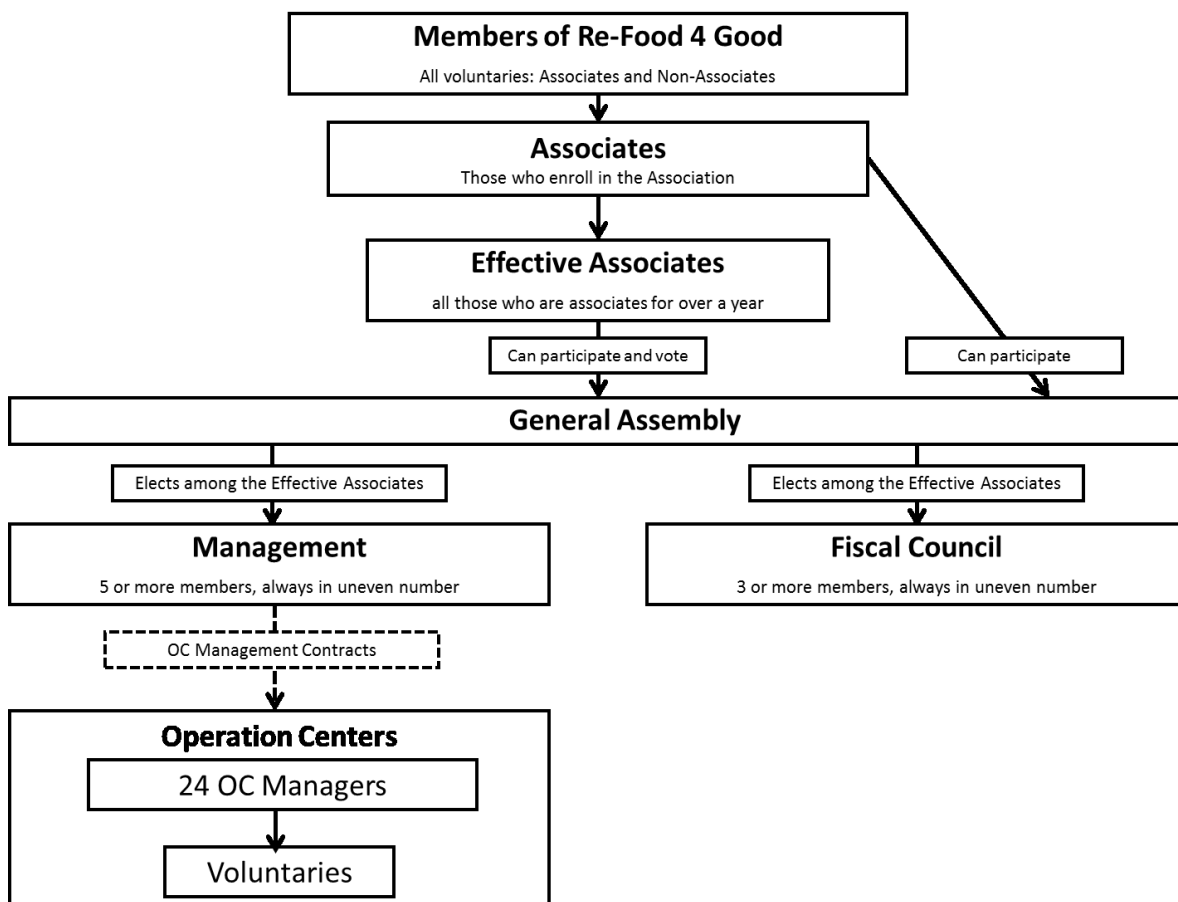 Members of Re-Food 4 Good
All voluntaries: Associates and Non-Associates
Associates
Those who enroll in the Association
Effective Associates
all those who are associates for over a year
Can participate and vote
Can participate
General Assembly
Elects among the Effective Associates
Elects among the Effective Associates
Management
5 or more members, always in uneven number
Fiscal Council
3 or more members, always in uneven number
OC Management Contracts
Operation Centers
24 OC Managers
Voluntaries